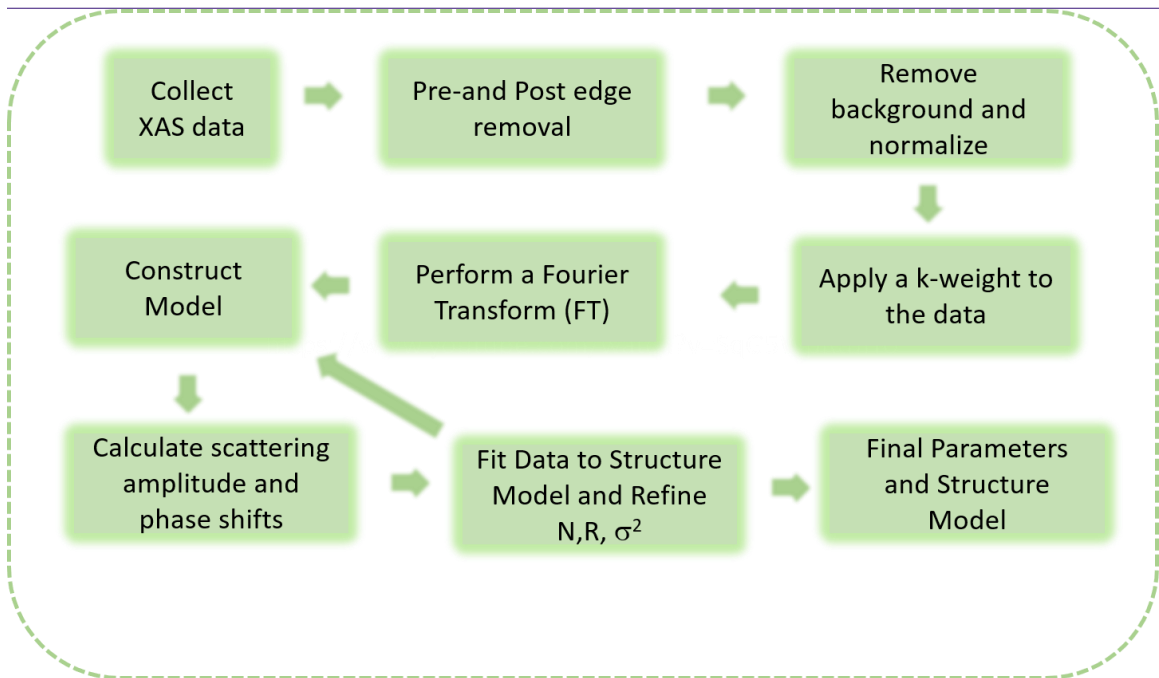 Collect
XAS data
Pre-and Post edge
removal
Remove
background and
normalize
Apply a k-weight to
the data
Perform a Fourier
Transform (FT)
Construct
Model
Calculate scattering
amplitude and
phase shifts
Fit Data to Structure
Model and Refine
N,R, σ²
Final Parameters
and Structure
Model